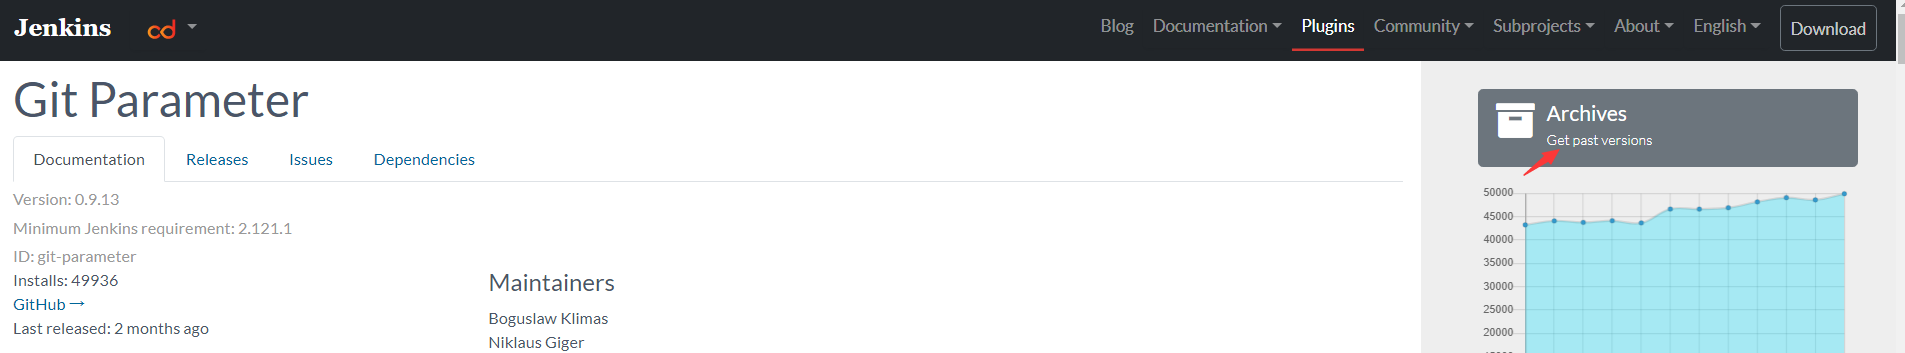 Jenkins cd Blog Documentation Plugins Community Subprojects About English Download
Git Parameter
Documentation Releases Issues Dependencies
Version: 0.9.13
Minimum Jenkins requirement: 2.121.1
ID: git-parameter
Installs: 49936
GitHub →
Last released: 2 months ago
Maintainers
Boguslaw Klimas
Niklaus Giger
Archives
Get past versions
50000
45000
40000
35000
30000
25000
20000